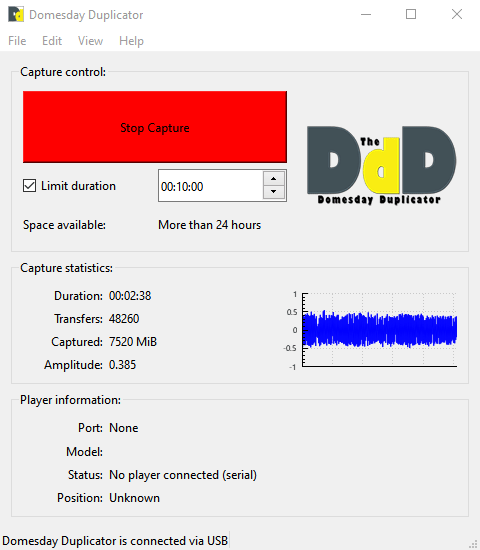 Domesday Duplicator
File Edit View Help
Capture control:
Stop Capture
The
DdD
Domesday Duplicator
Limit duration 00:10:00
Space available: More than 24 hours
Capture statistics:
Duration: 00:02:38
Transfers: 48260
Captured: 7520 MiB
Amplitude: 0.385
1
0.5
0
-0.5
-1
Player information:
Port: None
Model:
Status: No player connected (serial)
Position: Unknown
Domesday Duplicator is connected via USB